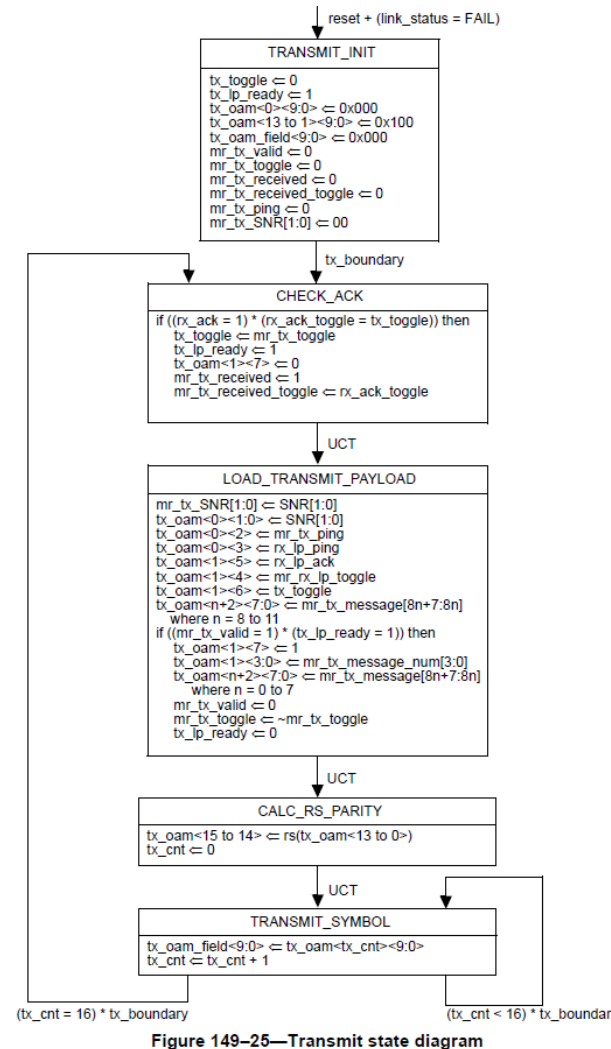 reset + (link_status = FAIL)
TRANSMIT_INIT
tx_toggle ⇐ 0
tx_lp_ready ⇐ 1
tx_oam<0><9:0> ⇐ 0x000
tx_oam<13 to 1><9:0> ⇐ 0x100
tx_oam_field<9:0> ⇐ 0x000
mr_tx_valid ⇐ 0
mr_tx_toggle ⇐ 0
mr_tx_received ⇐ 0
mr_tx_received_toggle ⇐ 0
mr_tx_ping ⇐ 0
mr_tx_SNR[1:0] ⇐ 00
tx_boundary
CHECK_ACK
if ((rx_ack = 1) * (rx_ack_toggle = tx_toggle)) then
tx_toggle ⇐ mr_tx_toggle
tx_lp_ready ⇐ 1
tx_oam<1><7> ⇐ 0
mr_tx_received ⇐ 1
mr_tx_received_toggle ⇐ rx_ack_toggle
UCT
LOAD_TRANSMIT_PAYLOAD
mr_tx_SNR[1:0] ⇐ SNR[1:0]
tx_oam<0><1:0> ⇐ SNR[1:0]
tx_oam<0><2> ⇐ mr_tx_ping
tx_oam<0><3> ⇐ rx_lp_ping
tx_oam<1><5> ⇐ rx_lp_ack
tx_oam<1><4> ⇐ mr_rx_lp_toggle
tx_oam<1><6> ⇐ tx_toggle
tx_oam<n+2><7:0> ⇐ mr_tx_message[8n+7:8n]
where n = 8 to 11
if ((mr_tx_valid = 1) * (tx_lp_ready = 1)) then
tx_oam<1><7> ⇐ 1
tx_oam<1><3:0> ⇐ mr_tx_message_num[3:0]
tx_oam<n+2><7:0> ⇐ mr_tx_message[8n+7:8n]
where n = 0 to 7
mr_tx_valid ⇐ 0
mr_tx_toggle ⇐ ~mr_tx_toggle
tx_lp_ready ⇐ 0
UCT
CALC_RS_PARITY
tx_oam<15 to 14> ⇐ rs(tx_oam<13 to 0>)
tx_cnt ⇐ 0
UCT
TRANSMIT_SYMBOL
tx_oam_field<9:0> ⇐ tx_oam<tx_cnt><9:0>
tx_cnt ⇐ tx_cnt + 1
(tx_cnt = 16) * tx_boundary
(tx_cnt < 16) * tx_boundar
Figure 149–25—Transmit state diagram